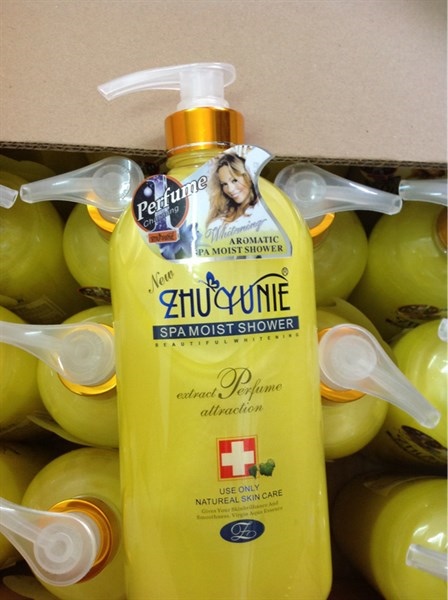 Perfume
Charming
Whitening
AROMATIC
SPA MOIST SHOWER
New
ZHUYUNIE®
SPA MOIST SHOWER
BEAUTIFUL WHITENING
extract Perfume
attraction
USE ONLY
NATUREAL SKIN CARE